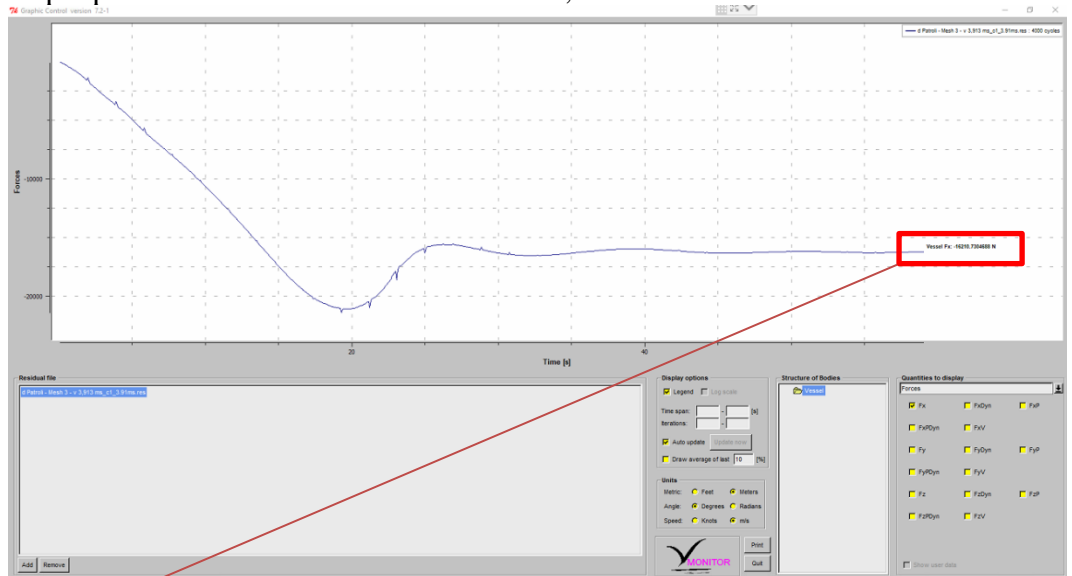 Graphic Control version 7.2-1
d Patroli - Mesh 3 - v 3,913 ms_c1_3.91ms.res : 4000 cycles
Forces
-10000
-20000
Vessel Fx: -16210,7304688 N
20
40
Time [s]
Residual file
d Patroli - Mesh 3 - v 3,913 ms_c1_3.91ms.res
Add Remove
Display options
Legend Log scale
Time span: - [s]
Iterations: -
Auto update Update now
Draw average of last 10 [%]
Units
Metric: Feet Meters
Angle: Degrees Radians
Speed: Knots m/s
MONITOR
Print
Quit
Structure of Bodies
Vessel
Quantities to display
Forces
Fx FxDyn FxP
FxPDyn FxV
Fy FyDyn FyP
FyPDyn FyV
Fz FzDyn FzP
FzPDyn FzV
Show user data